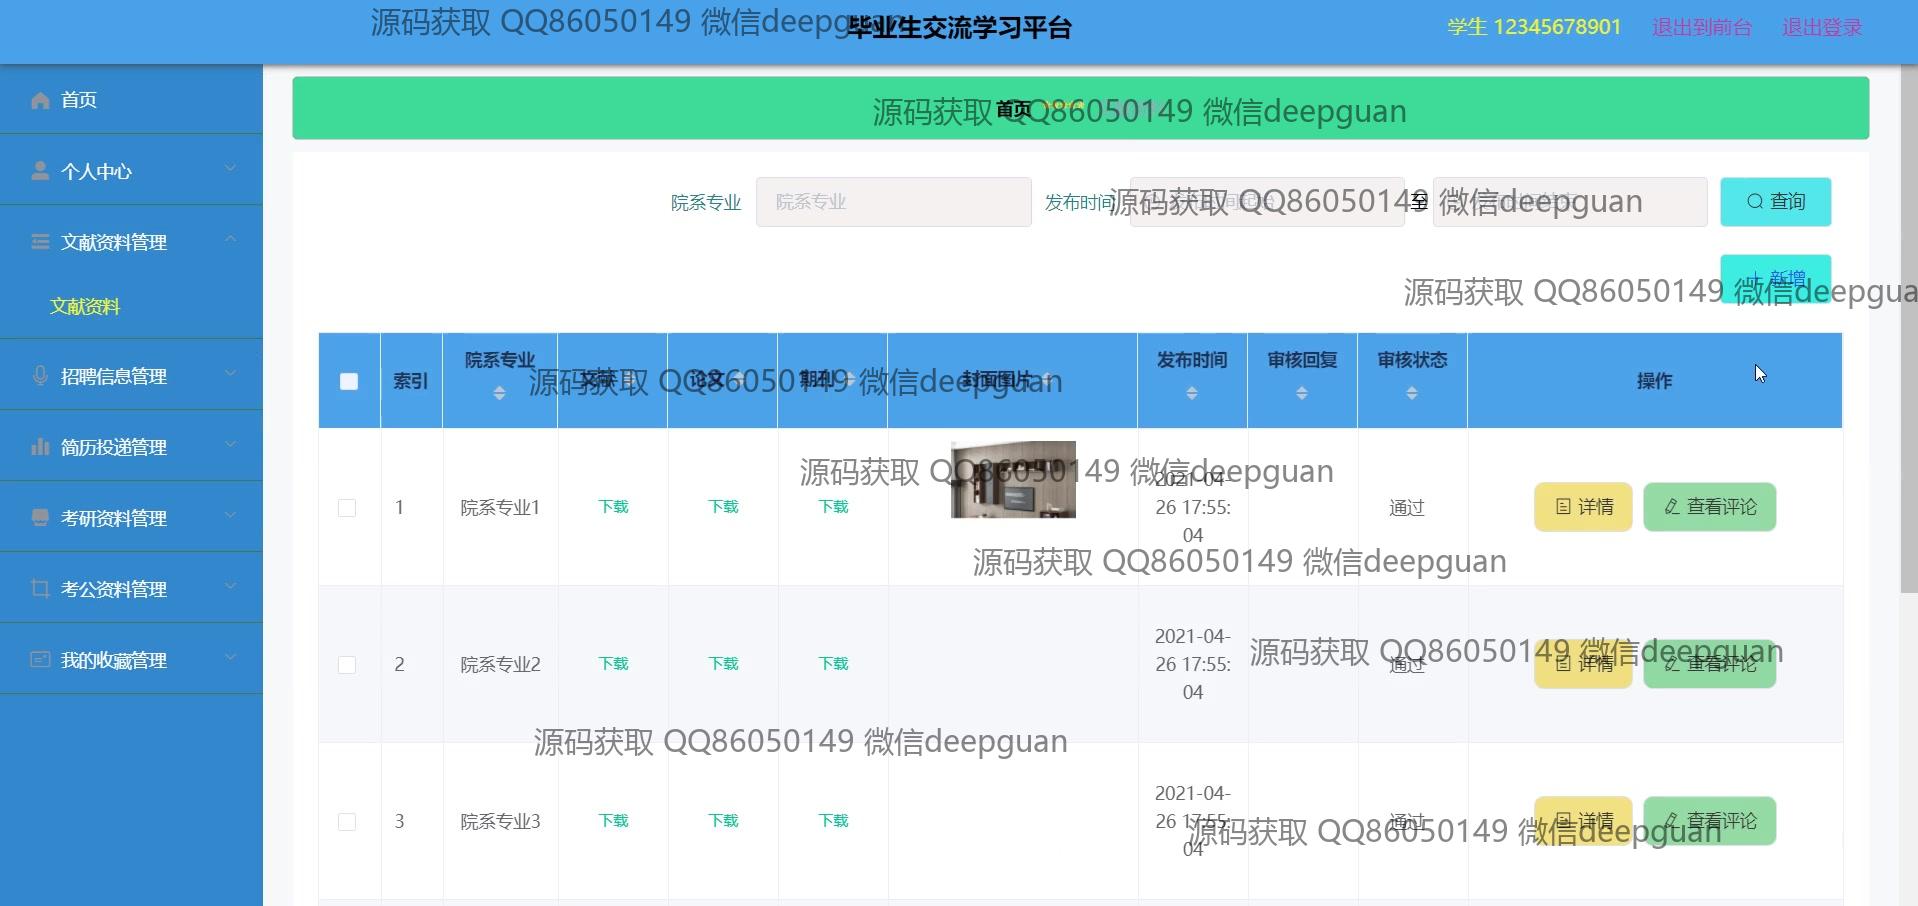 源码获取 QQ86050149 微信deepguan
毕业生交流学习平台
学生 12345678901
退出到前台
退出登录
首页
个人中心
文献资料管理
文献资料
招聘信息管理
简历投递管理
考研资料管理
考公资料管理
我的收藏管理
首页
源码获取 QQ86050149 微信deepguan
院系专业
院系专业
发布时间
至
查询
源码获取 QQ86050149 微信deepguan
新增
源码获取 QQ86050149 微信deepgua
索引
院系专业
文献
论文
期刊
封面图片
发布时间
审核回复
审核状态
操作
源码获取 QQ86050149 微信deepguan
1
院系专业1
下载
下载
下载
2021-04-
26 17:55:
04
通过
详情
查看评论
源码获取 QQ86050149 微信deepguan
源码获取 QQ86050149 微信deepguan
2
院系专业2
下载
下载
下载
2021-04-
26 17:55:
04
通过
详情
查看评论
源码获取 QQ86050149 微信deepguan
源码获取 QQ86050149 微信deepguan
3
院系专业3
下载
下载
下载
2021-04-
26 17:55:
04
通过
详情
查看评论
源码获取 QQ86050149 微信deepguan